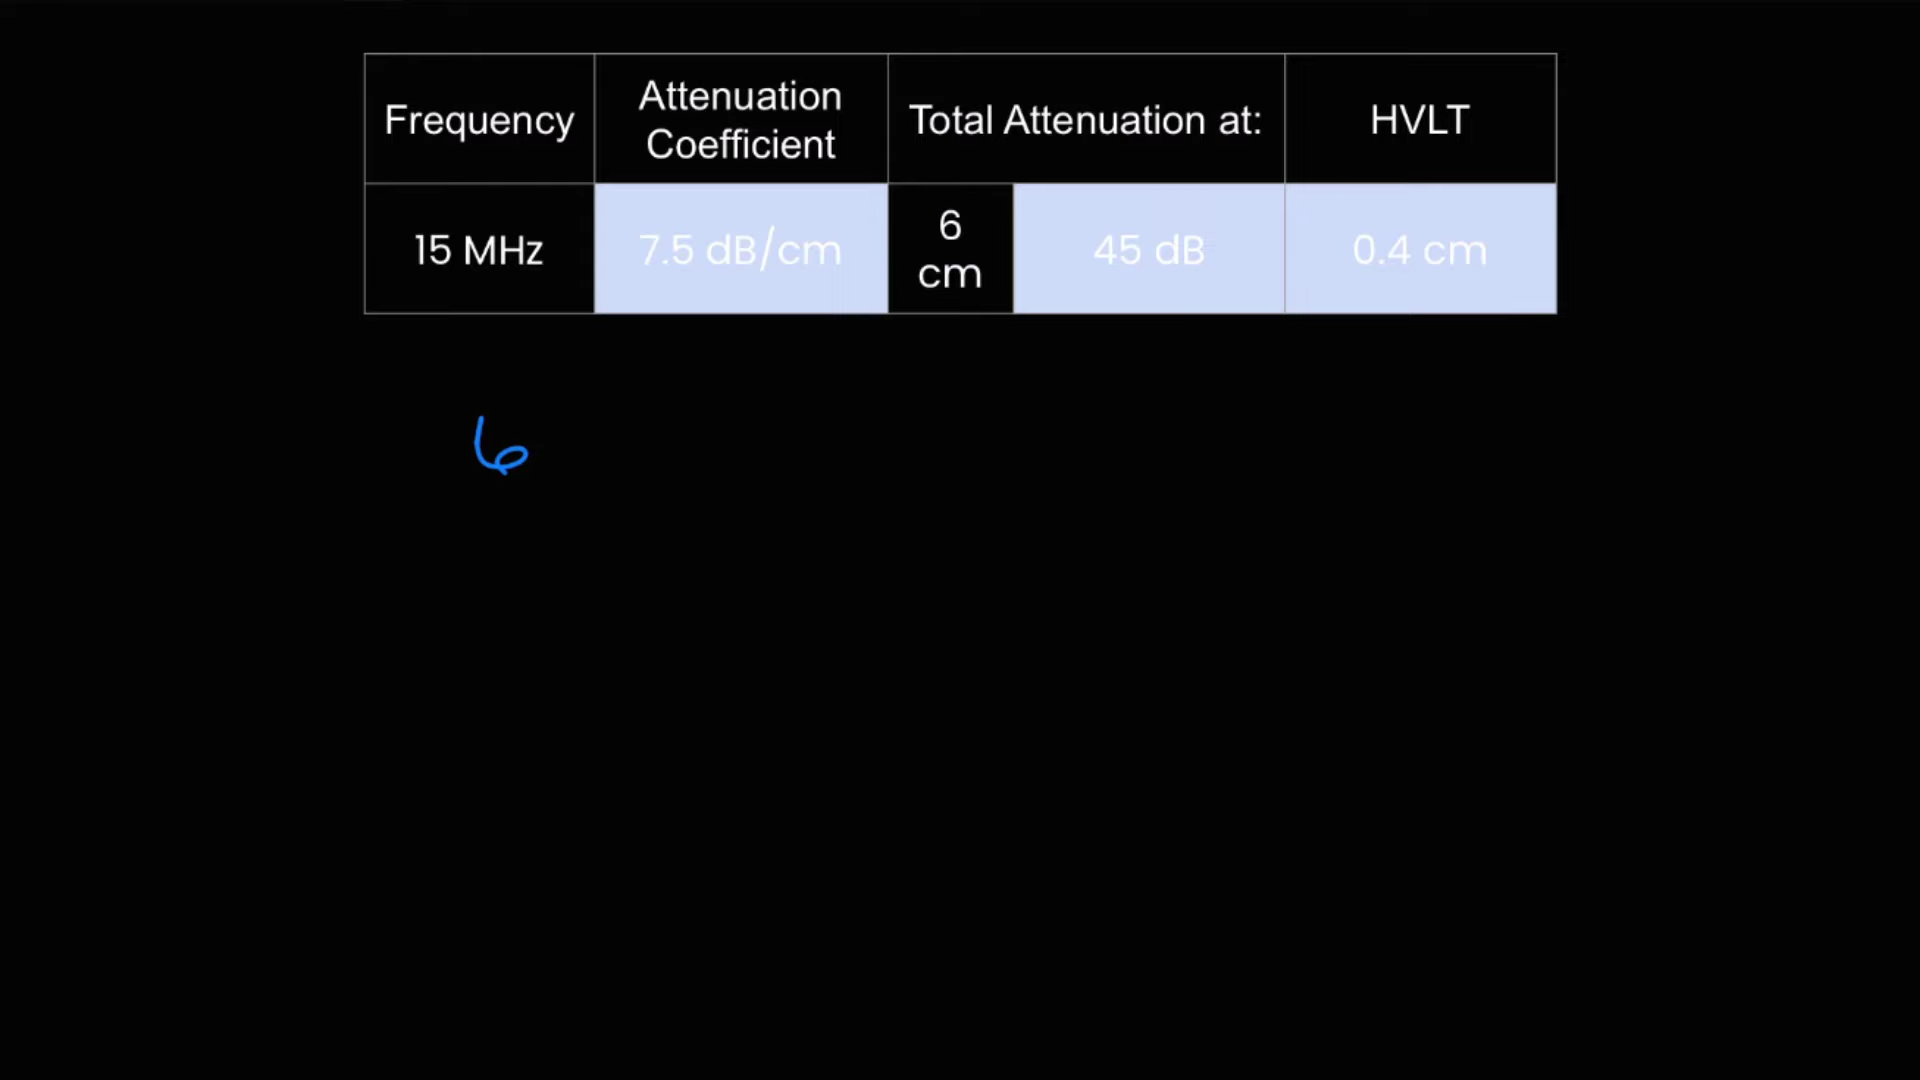 Frequency
Attenuation
Coefficient
Total Attenuation at:
HVLT
15 MHz
7.5 dB/cm
6
cm
45 dB
0.4 cm
6